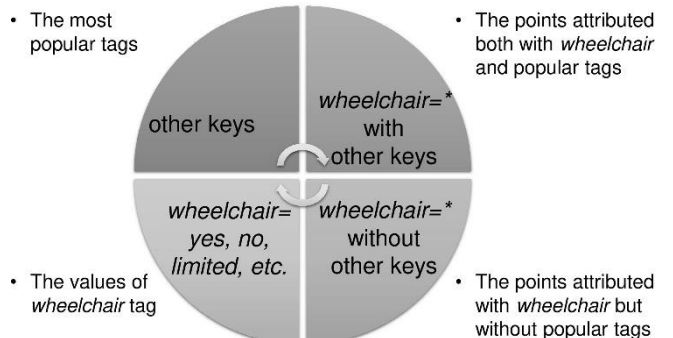 • The most
popular tags
• The points attributed
both with wheelchair
and popular tags
other keys
wheelchair=*
with
other keys
wheelchair=
yes, no,
limited, etc.
wheelchair=*
without
other keys
• The values of
wheelchair tag
• The points attributed
with wheelchair but
without popular tags